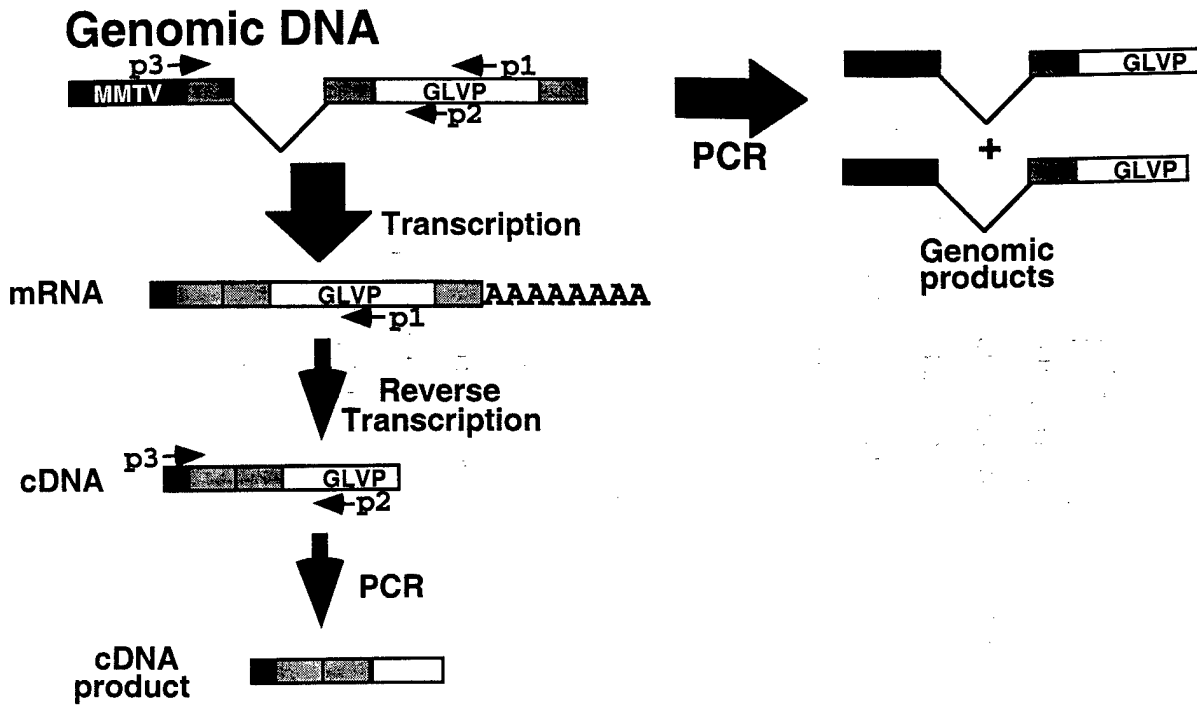 Genomic DNA
p3
p1
MMTV
GLVP
p2
PCR
GLVP
+
GLVP
Genomic
products
Transcription
mRNA
GLVP
AAAAAAAA
p1
Reverse
Transcription
p3
cDNA
GLVP
p2
PCR
cDNA
product